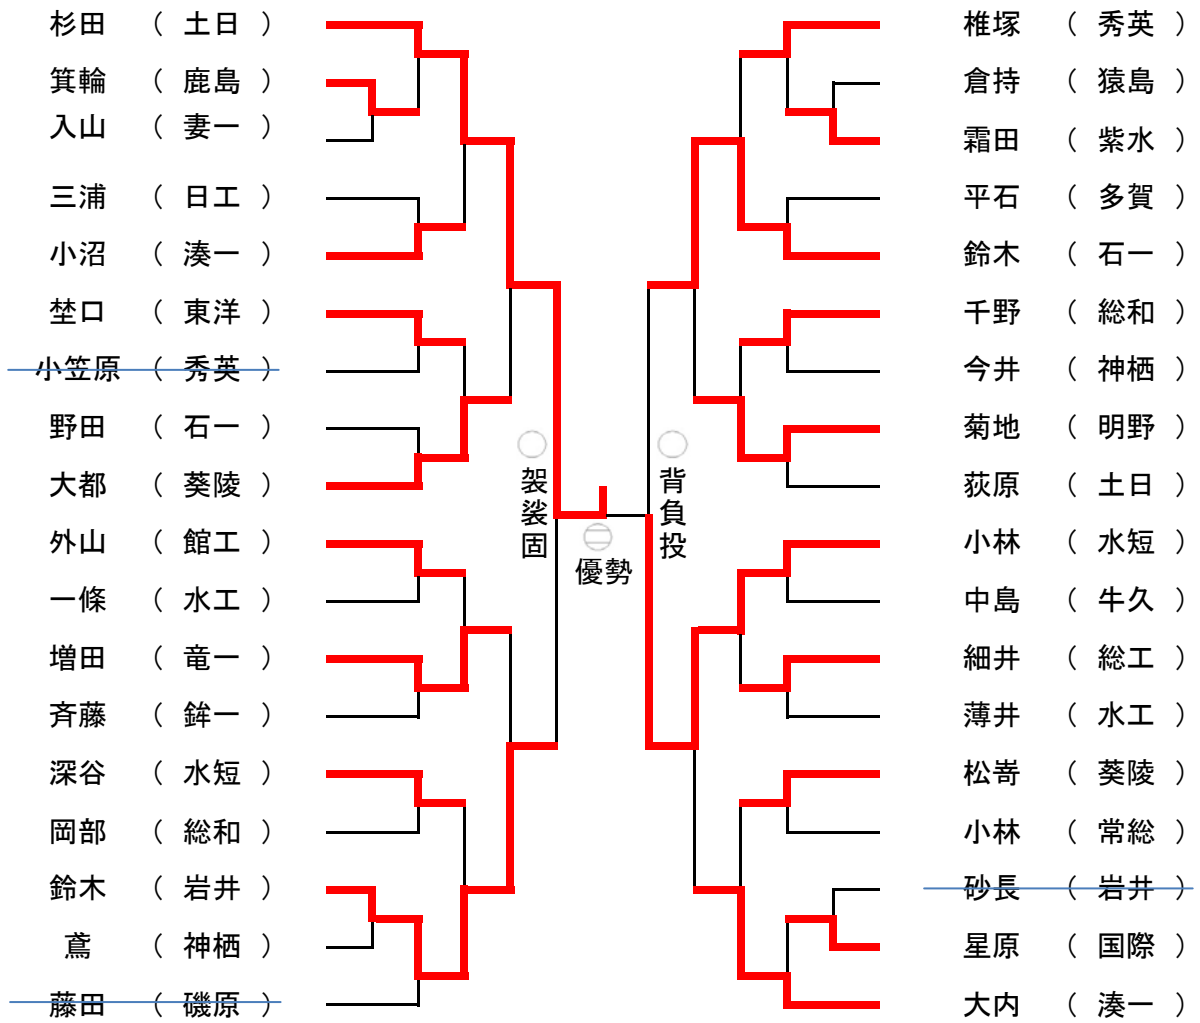 杉田 ( 土日 )
箕輪 ( 鹿島 )
入山 ( 妻一 )
三浦 ( 日工 )
小沼 ( 湊一 )
埜口 ( 東洋 )
小笠原 ( 秀英 )
野田 ( 石一 )
大都 ( 葵陵 )
外山 ( 館工 )
一條 ( 水工 )
増田 ( 竜一 )
斉藤 ( 鉾一 )
深谷 ( 水短 )
岡部 ( 総和 )
鈴木 ( 岩井 )
鳶 ( 神栖 )
藤田 ( 磯原 )
○袈裟固
優勢
○背負投
椎塚 ( 秀英 )
倉持 ( 猿島 )
霜田 ( 紫水 )
平石 ( 多賀 )
鈴木 ( 石一 )
千野 ( 総和 )
今井 ( 神栖 )
菊地 ( 明野 )
荻原 ( 土日 )
小林 ( 水短 )
中島 ( 牛久 )
細井 ( 総工 )
薄井 ( 水工 )
松嵜 ( 葵陵 )
小林 ( 常総 )
砂長 ( 岩井 )
星原 ( 国際 )
大内 ( 湊一 )